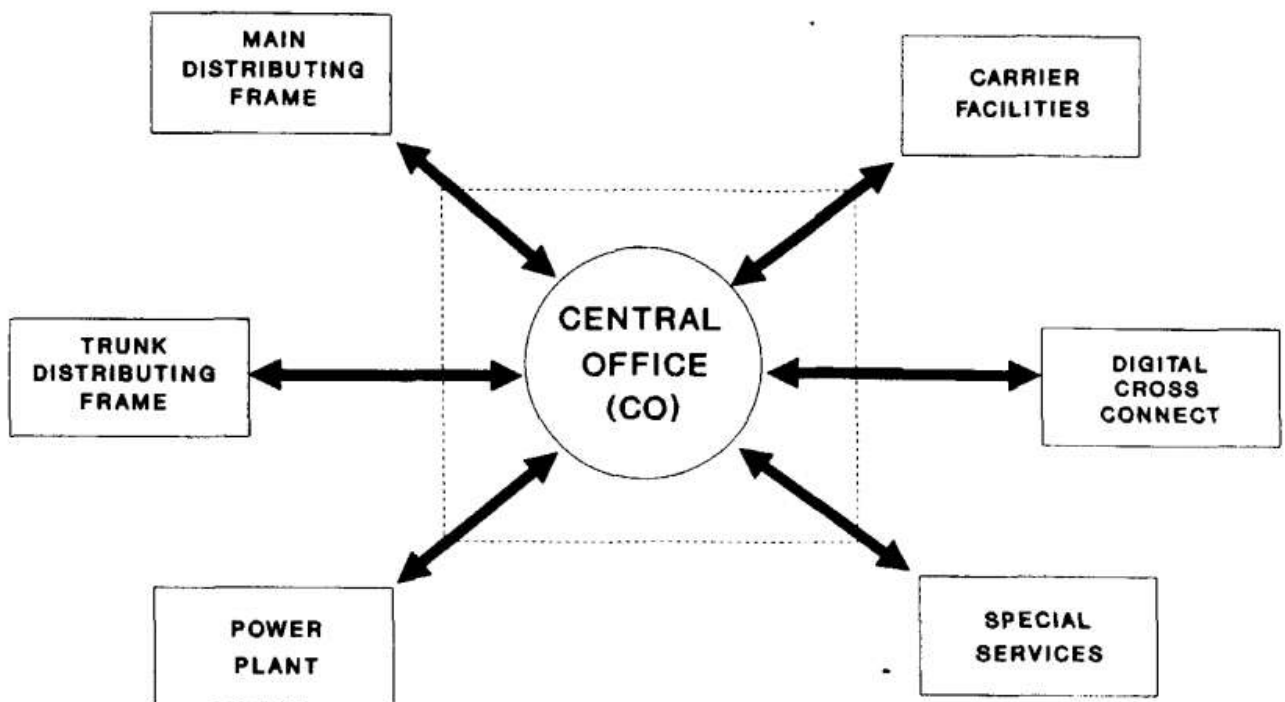 MAIN
DISTRIBUTING
FRAME
CARRIER
FACILITIES
CENTRAL
OFFICE
(CO)
TRUNK
DISTRIBUTING
FRAME
DIGITAL
CROSS
CONNECT
POWER
PLANT
SPECIAL
SERVICES